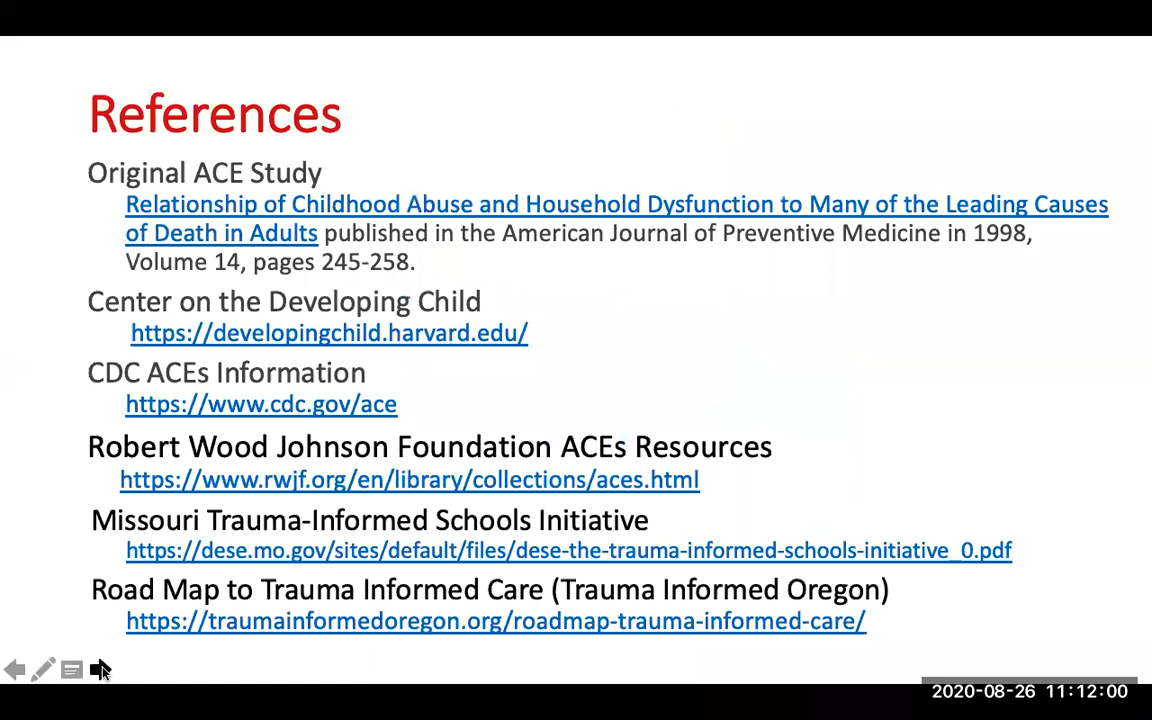 References
Original ACE Study
Relationship of Childhood Abuse and Household Dysfunction to Many of the Leading Causes
of Death in Adults published in the American Journal of Preventive Medicine in 1998,
Volume 14, pages 245-258.
Center on the Developing Child
https://developingchild.harvard.edu/
CDC ACEs Information
https://www.cdc.gov/ace
Robert Wood Johnson Foundation ACEs Resources
https://www.rwjf.org/en/library/collections/aces.html
Missouri Trauma-Informed Schools Initiative
https://dese.mo.gov/sites/default/files/dese-the-trauma-informed-schools-initiative_0.pdf
Road Map to Trauma Informed Care (Trauma Informed Oregon)
https://traumainformedoregon.org/roadmap-trauma-informed-care/
2020-08-26 11:12:00